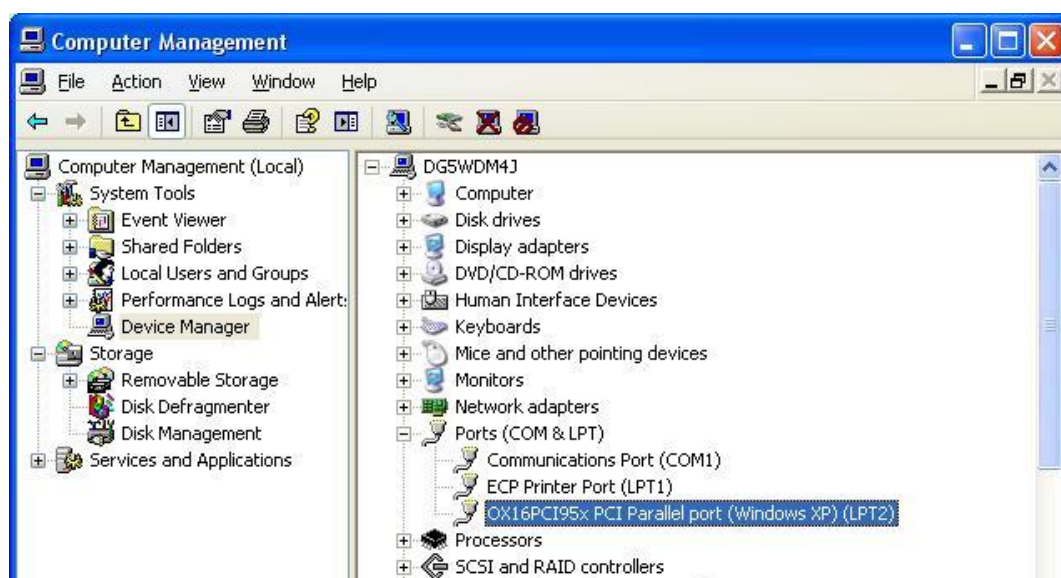 Computer Management
File Action View Window Help
Computer Management (Local)
System Tools
Event Viewer
Shared Folders
Local Users and Groups
Performance Logs and Alert
Device Manager
Storage
Removable Storage
Disk Defragmenter
Disk Management
Services and Applications
DG5WDM4J
Computer
Disk drives
Display adapters
DVD/CD-ROM drives
Human Interface Devices
Keyboards
Mice and other pointing devices
Monitors
Network adapters
Ports (COM & LPT)
Communications Port (COM1)
ECP Printer Port (LPT1)
OX16PCI95x PCI Parallel port (Windows XP) (LPT2)
Processors
SCSI and RAID controllers